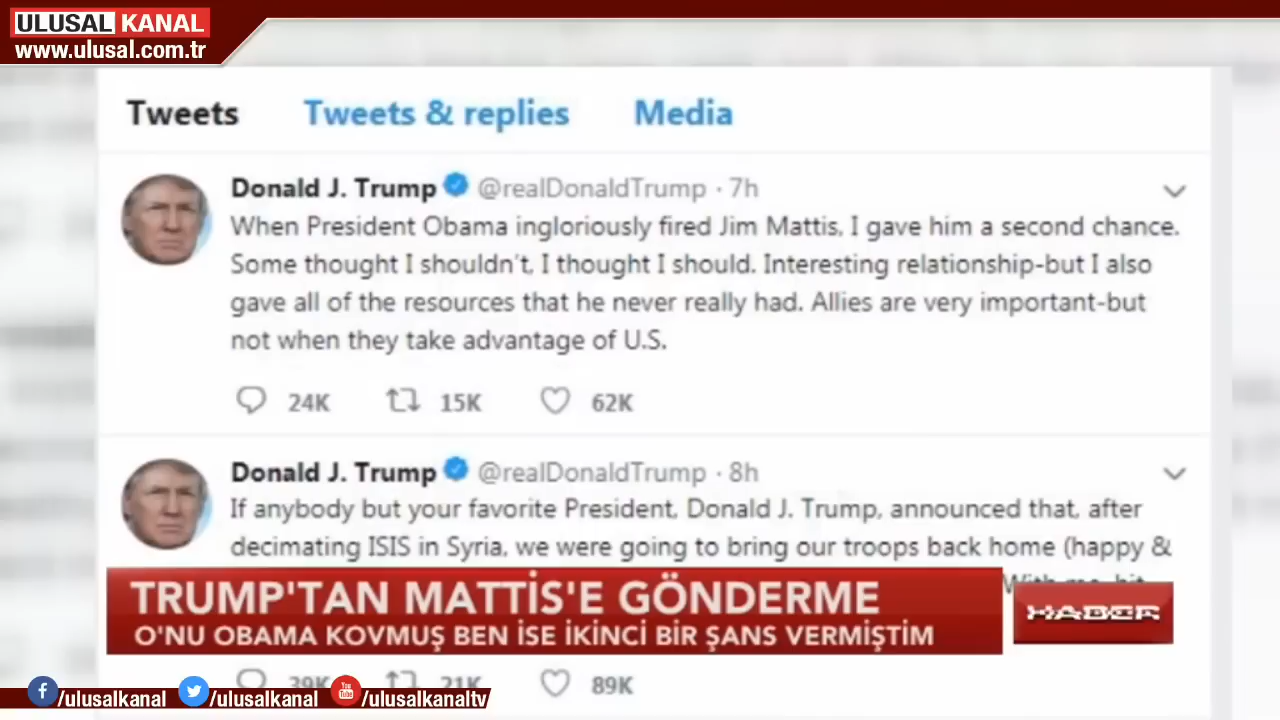 ULUSAL KANAL
www.ulusal.com.tr
Tweets Tweets & replies Media
Donald J. Trump @realDonaldTrump · 7h
When President Obama ingloriously fired Jim Mattis, I gave him a second chance.
Some thought I shouldn't, I thought I should. Interesting relationship-but I also
gave all of the resources that he never really had. Allies are very important-but
not when they take advantage of U.S.
24K 15K 62K
Donald J. Trump @realDonaldTrump · 8h
If anybody but your favorite President, Donald J. Trump, announced that, after
decimating ISIS in Syria, we were going to bring our troops back home (happy &
With me, hit
TRUMP'TAN MATTİS'E GÖNDERME
O'NU OBAMA KOVMUŞ BEN İSE İKİNCİ BİR ŞANS VERMİŞTİM
HABER
39K 21K 89K
/ulusalkanal /ulusalkanal /ulusalkanaltv